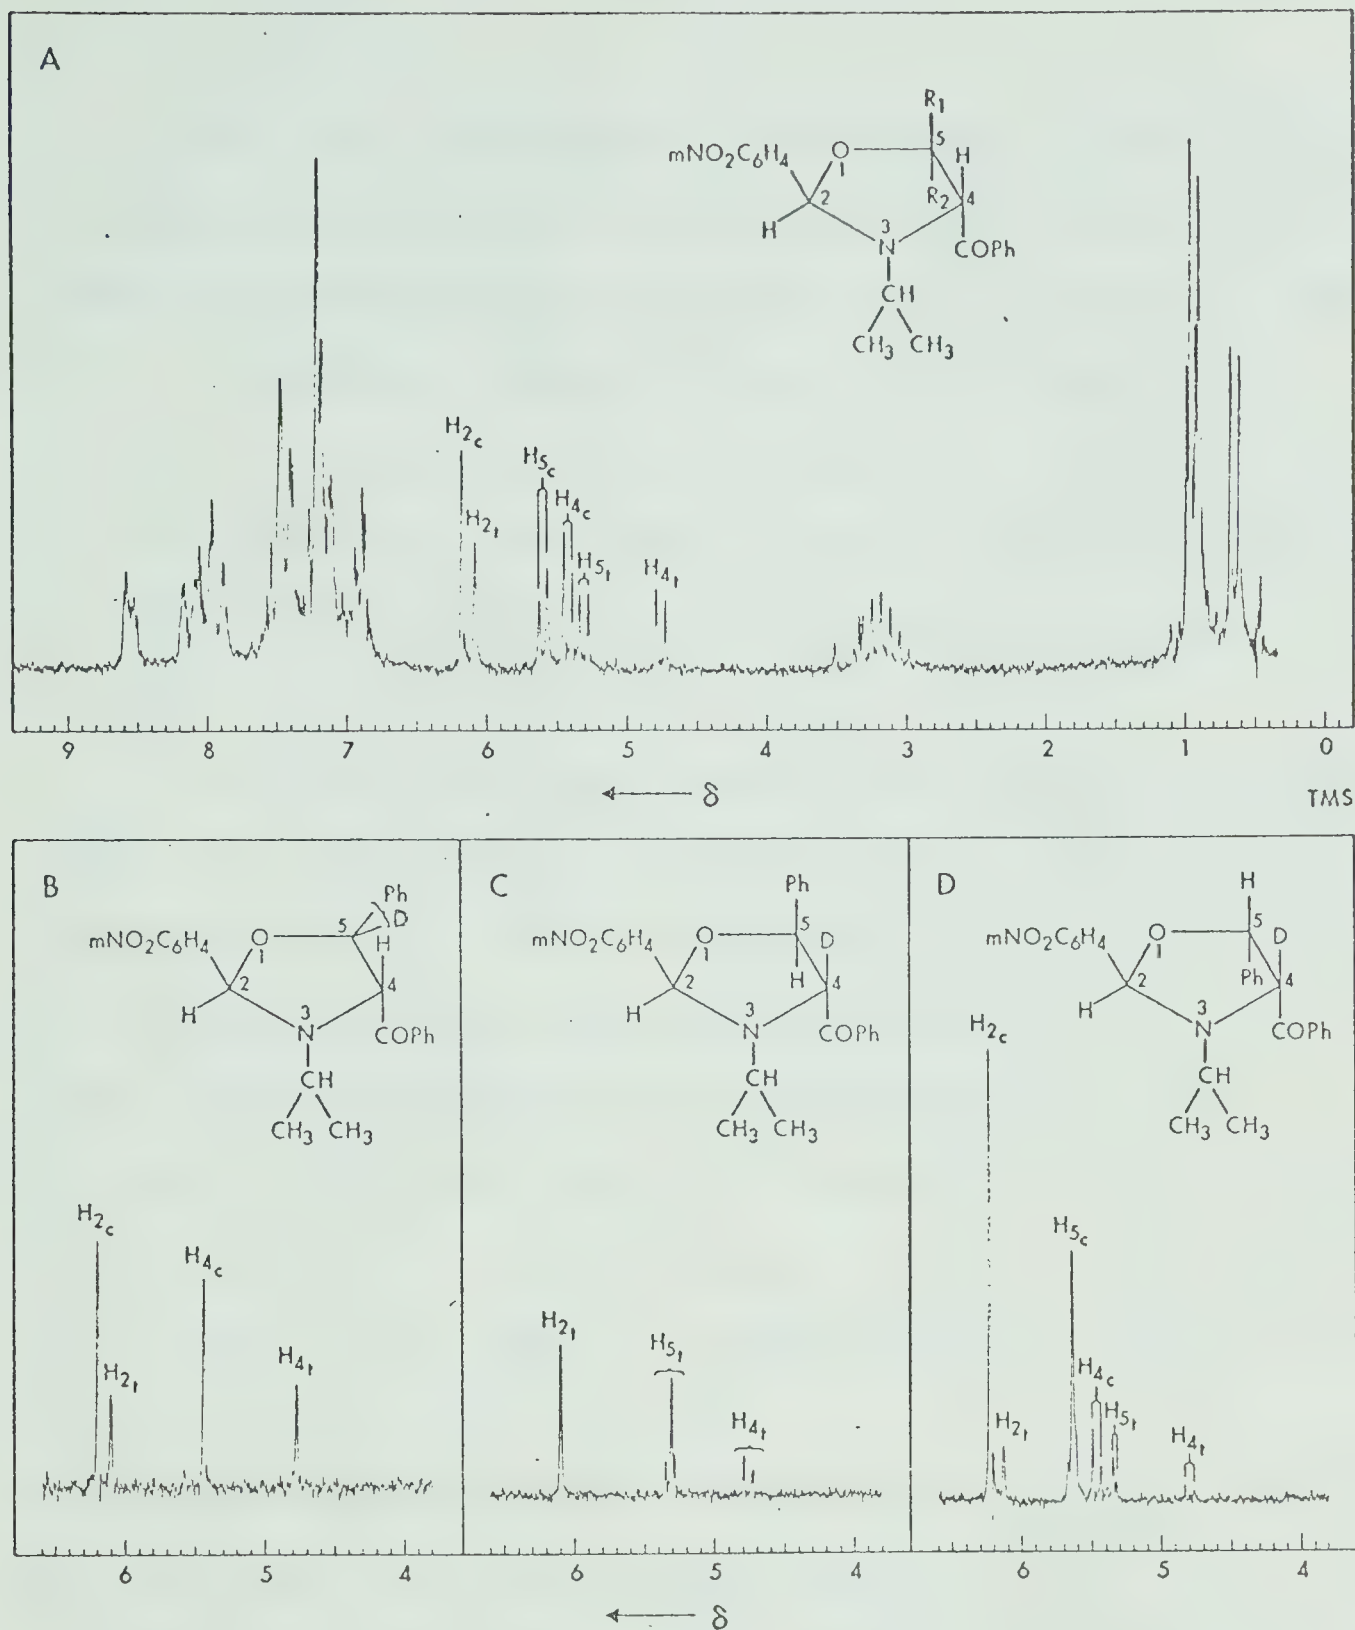 A
R₁
mNO₂C₆H₄ O 5 H
1
2 R₂ 4
H 3
N COPh
CH
CH₃ CH₃
H₂c
H₂t
H₅c
H₄c
H₅t
H₄t
9 8 7 6 5 4 3 2 1 0
← δ TMS
B
Ph
5 D
mNO₂C₆H₄ O H
1
2 4
H 3
N COPh
CH
CH₃ CH₃
H₂c
H₄c
H₂t
H₄t
6 5 4
C
Ph
5
mNO₂C₆H₄ O D
1
2 H 4
H 3
N COPh
CH
CH₃ CH₃
H₂t
H₅t
H₄t
6 5 4
D
H
5
mNO₂C₆H₄ O D
1
2 Ph 4
H 3
N COPh
CH
CH₃ CH₃
H₂c
H₅c
H₄c
H₂t
H₅t
H₄t
6 5 4
← δ